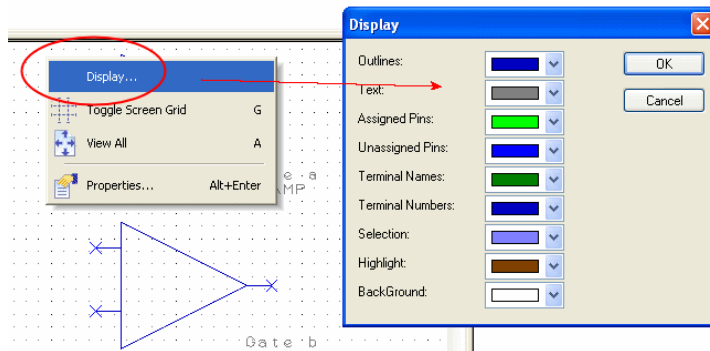 Display...
Toggle Screen Grid G
View All A
Properties... Alt+Enter
e a
AMP
Gate b
Display
Outlines:
Text:
Assigned Pins:
Unassigned Pins:
Terminal Names:
Terminal Numbers:
Selection:
Highlight:
BackGround:
OK
Cancel